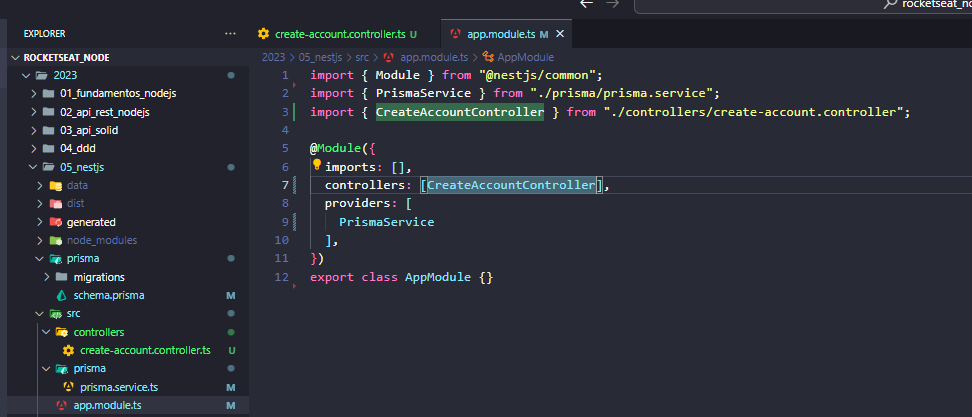 rocketseat_no
EXPLORER
···
create-account.controller.ts U
app.module.ts M ×
ROCKETSEAT_NODE
2023 > 05_nestjs > src > app.module.ts > AppModule
2023
01_fundamentos_nodejs
02_api_rest_nodejs
03_api_solid
04_ddd
05_nestjs
data
dist
generated
node_modules
prisma
migrations
schema.prisma M
src
controllers
create-account.controller.ts U
prisma
prisma.service.ts M
app.module.ts M
1 import { Module } from "@nestjs/common";
2 import { PrismaService } from "./prisma/prisma.service";
3 import { CreateAccountController } from "./controllers/create-account.controller";
4
5 @Module({
6 imports: [],
7 controllers: [CreateAccountController],
8 providers: [
9 PrismaService
10 ],
11 })
12 export class AppModule {}